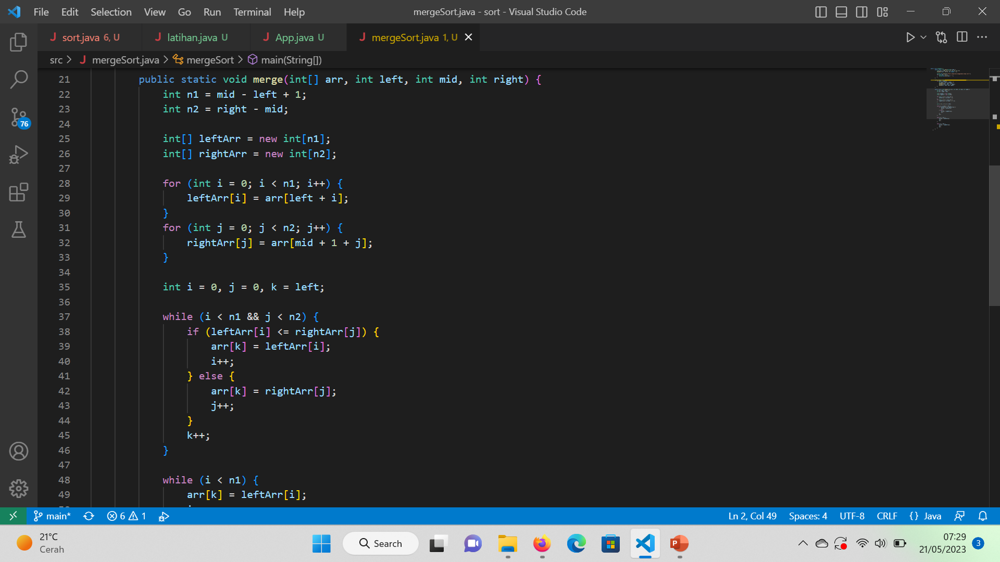 File Edit Selection View Go Run Terminal Help
mergeSort.java - sort - Visual Studio Code
sort.java 6, U
latihan.java U
App.java U
mergeSort.java 1, U
src > mergeSort.java > mergeSort > main(String[])
21 public static void merge(int[] arr, int left, int mid, int right) {
22 int n1 = mid - left + 1;
23 int n2 = right - mid;
24
25 int[] leftArr = new int[n1];
26 int[] rightArr = new int[n2];
27
28 for (int i = 0; i < n1; i++) {
29 leftArr[i] = arr[left + i];
30 }
31 for (int j = 0; j < n2; j++) {
32 rightArr[j] = arr[mid + 1 + j];
33 }
34
35 int i = 0, j = 0, k = left;
36
37 while (i < n1 && j < n2) {
38 if (leftArr[i] <= rightArr[j]) {
39 arr[k] = leftArr[i];
40 i++;
41 } else {
42 arr[k] = rightArr[j];
43 j++;
44 }
45 k++;
46 }
47
48 while (i < n1) {
49 arr[k] = leftArr[i];
76
main*
6
1
Ln 2, Col 49
Spaces: 4
UTF-8
CRLF
{} Java
21°C
Cerah
Search
07:29
21/05/2023
3